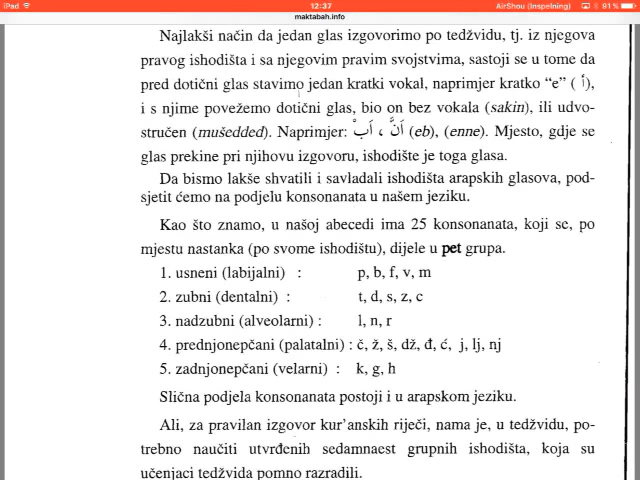 iPad 12:37 AirShou (Inspelning) 91 %
maktabah.info
Najlakši način da jedan glas izgovorimo po tedžvidu, tj. iz njegova
pravog ishodišta i sa njegovim pravim svojstvima, sastoji se u tome da
pred dotični glas stavimo jedan kratki vokal, naprimjer kratko “e” ( أَ ),
i s njime povežemo dotični glas, bio on bez vokala (sakin), ili udvo-
stručen (mušedded). Naprimjer: أَبْ ، أَنَّ (eb), (enne). Mjesto, gdje se
glas prekine pri njihovu izgovoru, ishodište je toga glasa.
Da bismo lakše shvatili i savladali ishodišta arapskih glasova, pod-
sjetit ćemo na podjelu konsonanata u našem jeziku.
Kao što znamo, u našoj abecedi ima 25 konsonanata, koji se, po
mjestu nastanka (po svome ishodištu), dijele u pet grupa.
1. usneni (labijalni) : p, b, f, v, m
2. zubni (dentalni) : t, d, s, z, c
3. nadzubni (alveolarni) : l, n, r
4. prednjonepčani (palatalni) : č, ž, š, dž, đ, ć, j, lj, nj
5. zadnjonepčani (velarni) : k, g, h
Slična podjela konsonanata postoji i u arapskom jeziku.
Ali, za pravilan izgovor kur’anskih riječi, nama je, u tedžvidu, po-
trebno naučiti utvrđenih sedamnaest grupnih ishodišta, koja su
učenjaci tedžvida pomno razradili.